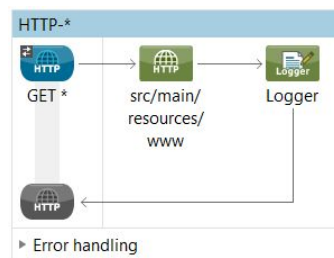 HTTP-*
HTTP
HTTP
Logger
GET *
src/main/
resources/
www
Logger
HTTP
Error handling